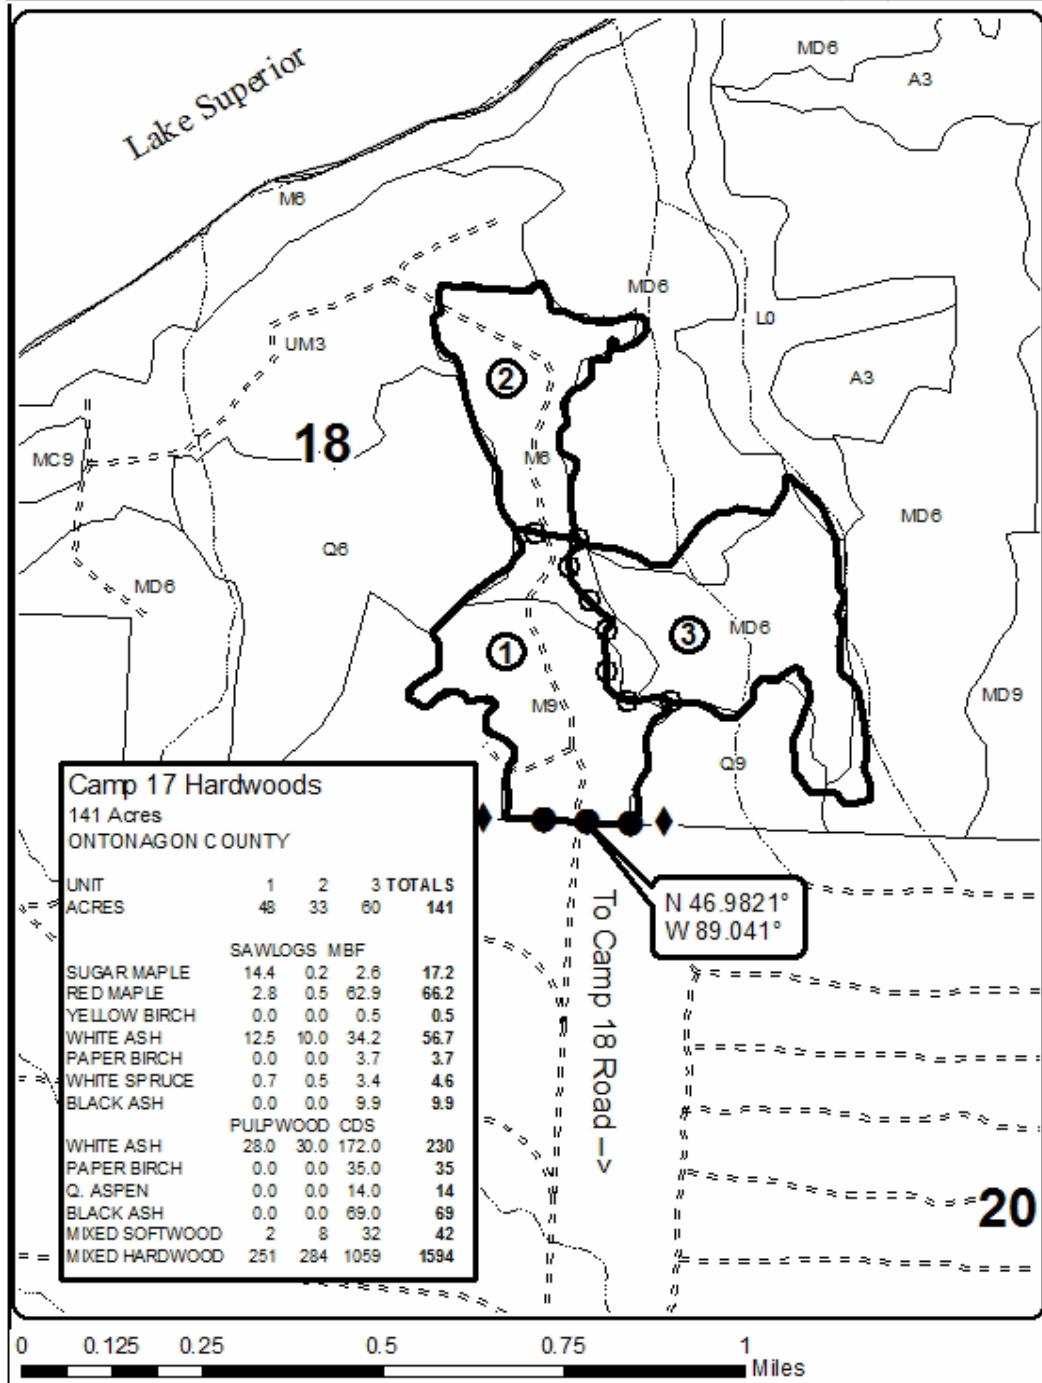 Lake Superior
MD6
A3
M6
MD6
L0
UM3
2
A3
18
MC9
M6
MD6
Q6
MD6
3
MD6
1
M9
MD9
Q9
Camp 17 Hardwoods
141 Acres
ONTONAGON COUNTY
UNIT 1 2 3 TOTALS
ACRES 48 33 60 141
SAWLOGS MBF
SUGAR MAPLE 14.4 0.2 2.6 17.2
RED MAPLE 2.8 0.5 62.9 66.2
YELLOW BIRCH 0.0 0.0 0.5 0.5
WHITE ASH 12.5 10.0 34.2 56.7
PAPER BIRCH 0.0 0.0 3.7 3.7
WHITE SPRUCE 0.7 0.5 3.4 4.6
BLACK ASH 0.0 0.0 9.9 9.9
PULPWOOD CDS
WHITE ASH 28.0 30.0 172.0 230
PAPER BIRCH 0.0 0.0 35.0 35
Q. ASPEN 0.0 0.0 14.0 14
BLACK ASH 0.0 0.0 69.0 69
MIXED SOFTWOOD 2 8 32 42
MIXED HARDWOOD 251 284 1059 1594
N 46.9821°
W 89.041°
To Camp 18 Road -->
20
0 0.125 0.25 0.5 0.75 1
Miles